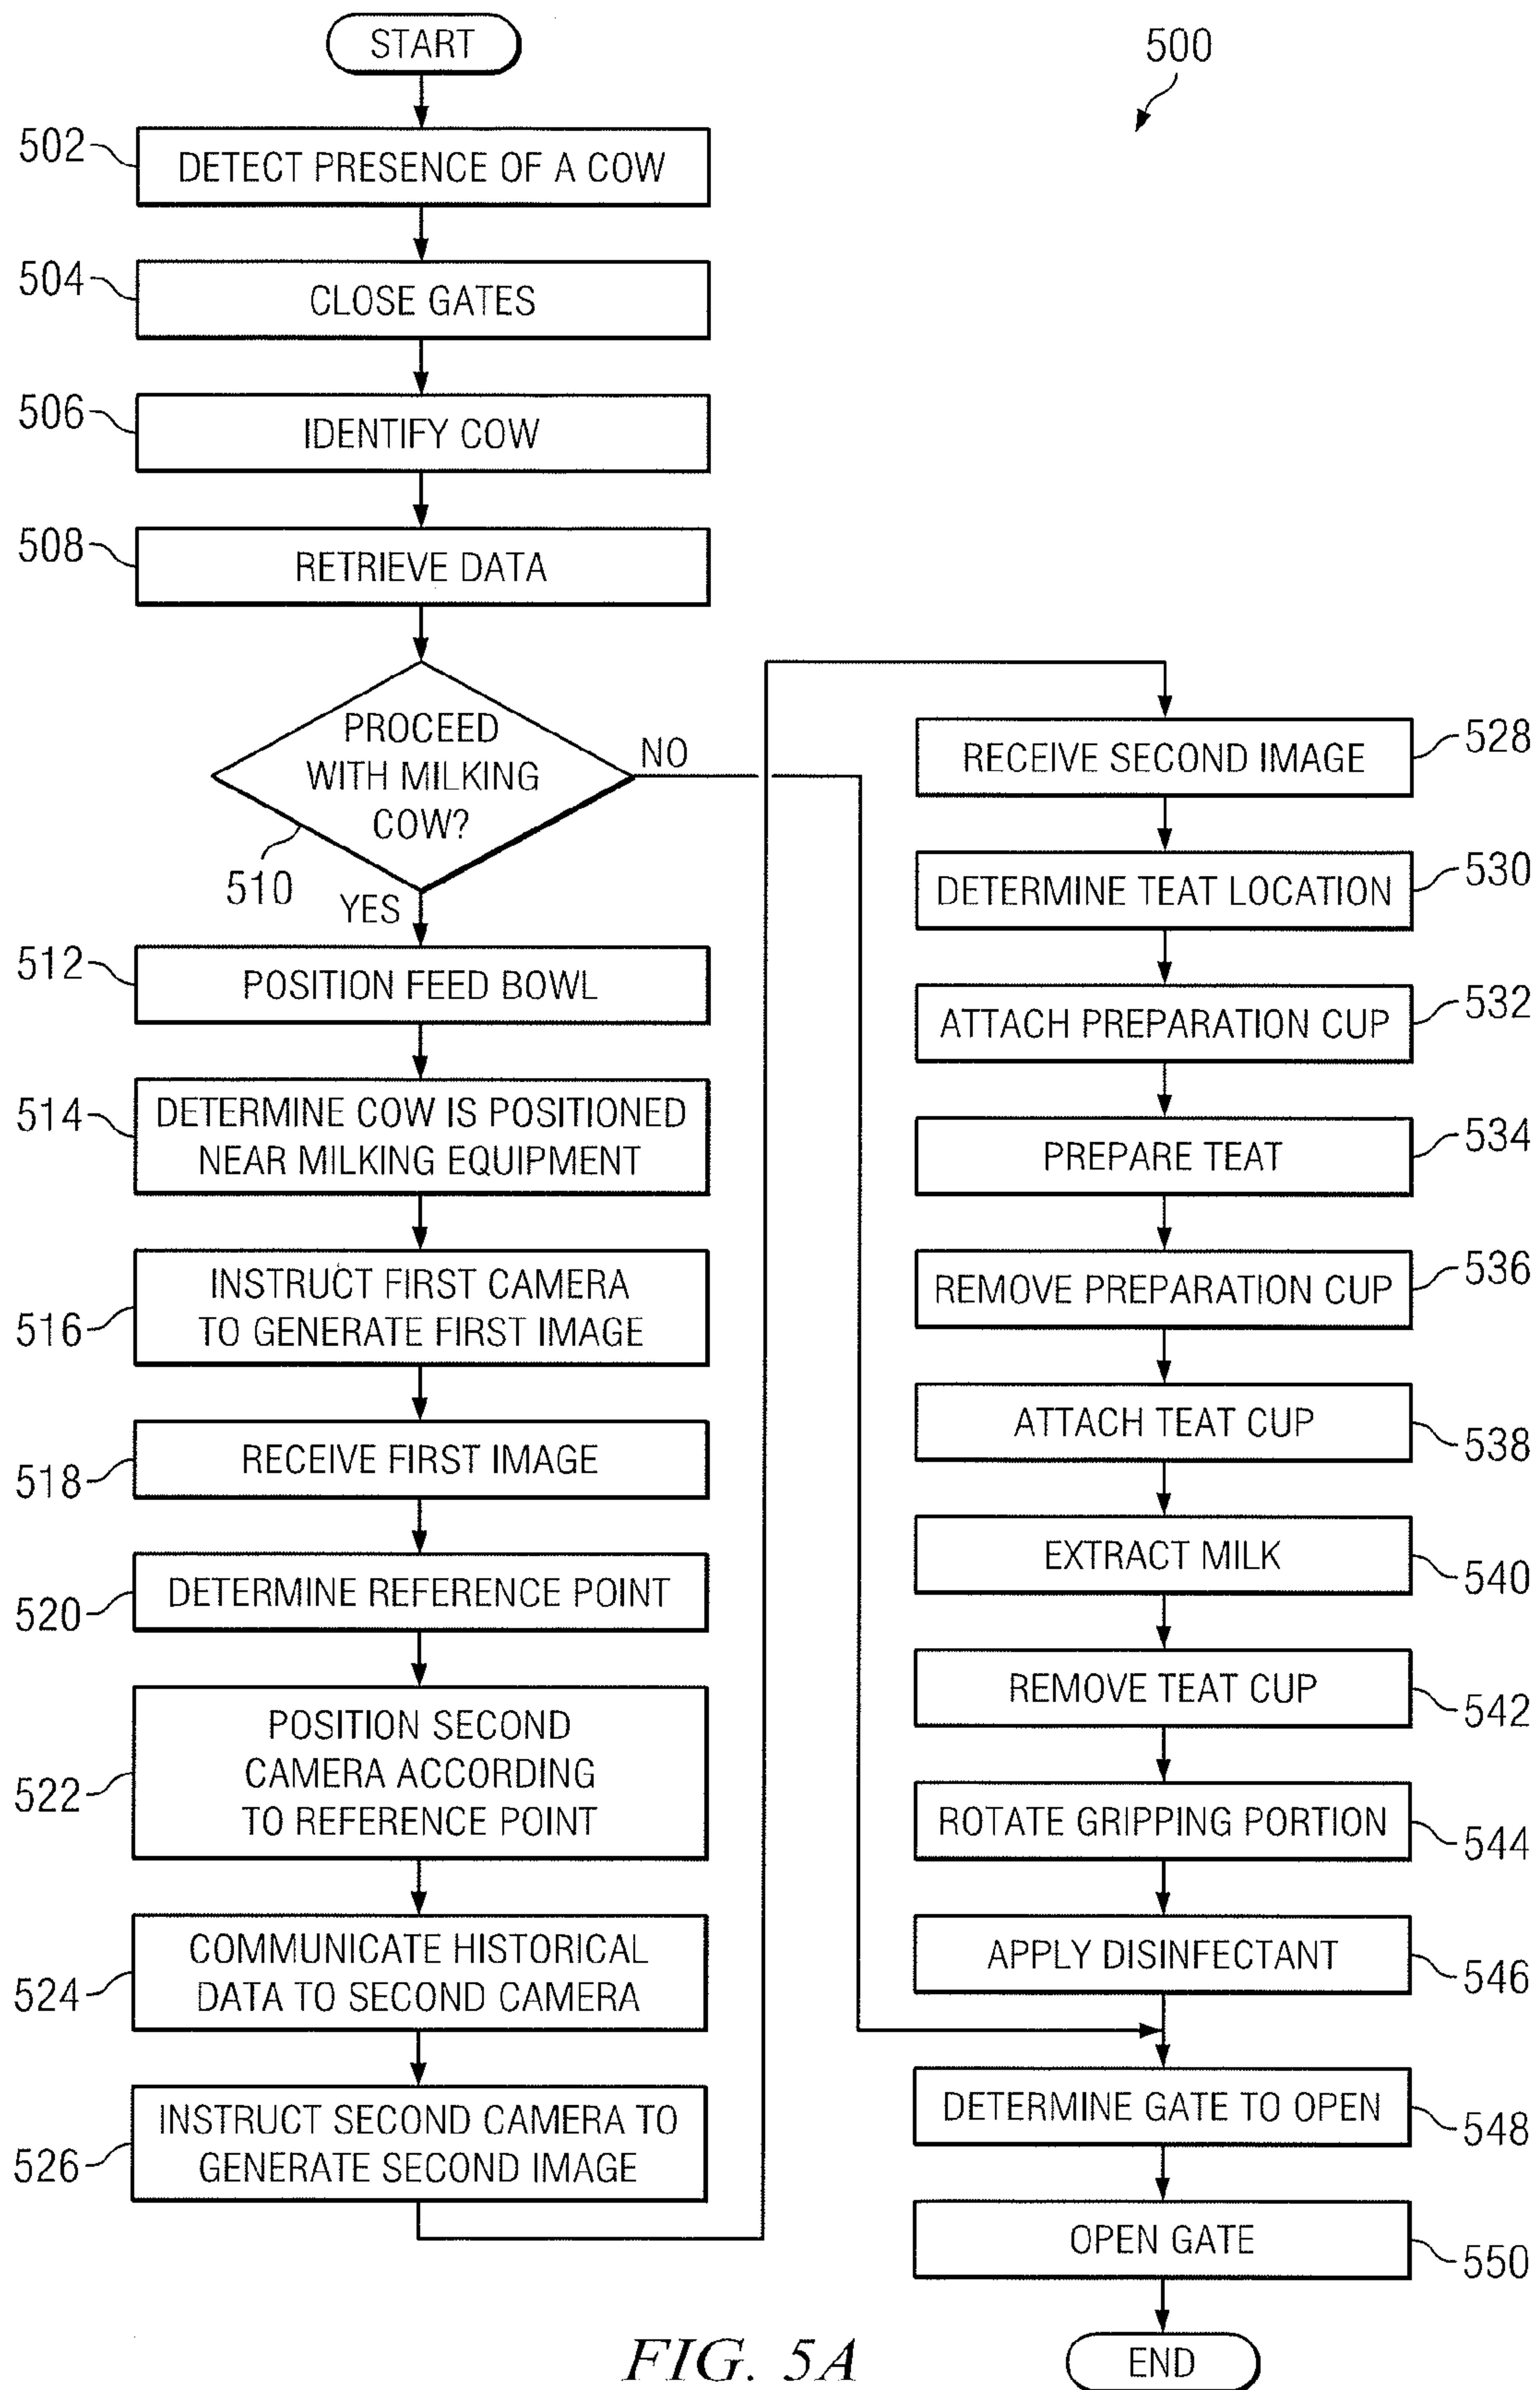 START
500
502
DETECT PRESENCE OF A COW
504
CLOSE GATES
506
IDENTIFY COW
508
RETRIEVE DATA
PROCEED
WITH MILKING
COW?
NO
510
YES
512
POSITION FEED BOWL
514
DETERMINE COW IS POSITIONED
NEAR MILKING EQUIPMENT
516
INSTRUCT FIRST CAMERA
TO GENERATE FIRST IMAGE
518
RECEIVE FIRST IMAGE
520
DETERMINE REFERENCE POINT
522
POSITION SECOND
CAMERA ACCORDING
TO REFERENCE POINT
524
COMMUNICATE HISTORICAL
DATA TO SECOND CAMERA
526
INSTRUCT SECOND CAMERA TO
GENERATE SECOND IMAGE
RECEIVE SECOND IMAGE
528
DETERMINE TEAT LOCATION
530
ATTACH PREPARATION CUP
532
PREPARE TEAT
534
REMOVE PREPARATION CUP
536
ATTACH TEAT CUP
538
EXTRACT MILK
540
REMOVE TEAT CUP
542
ROTATE GRIPPING PORTION
544
APPLY DISINFECTANT
546
DETERMINE GATE TO OPEN
548
OPEN GATE
550
END
FIG. 5A